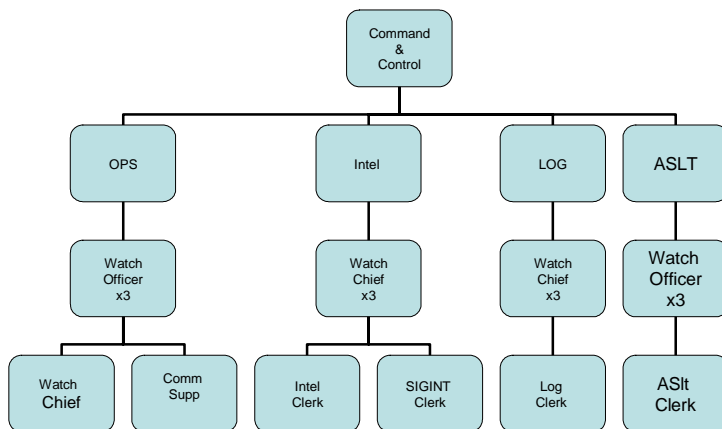 Command
&
Control
OPS
Intel
LOG
ASLT
Watch
Officer
x3
Watch
Chief
x3
Watch
Chief
x3
Watch
Officer
x3
Watch
Chief
Comm
Supp
Intel
Clerk
SIGINT
Clerk
Log
Clerk
ASlt
Clerk